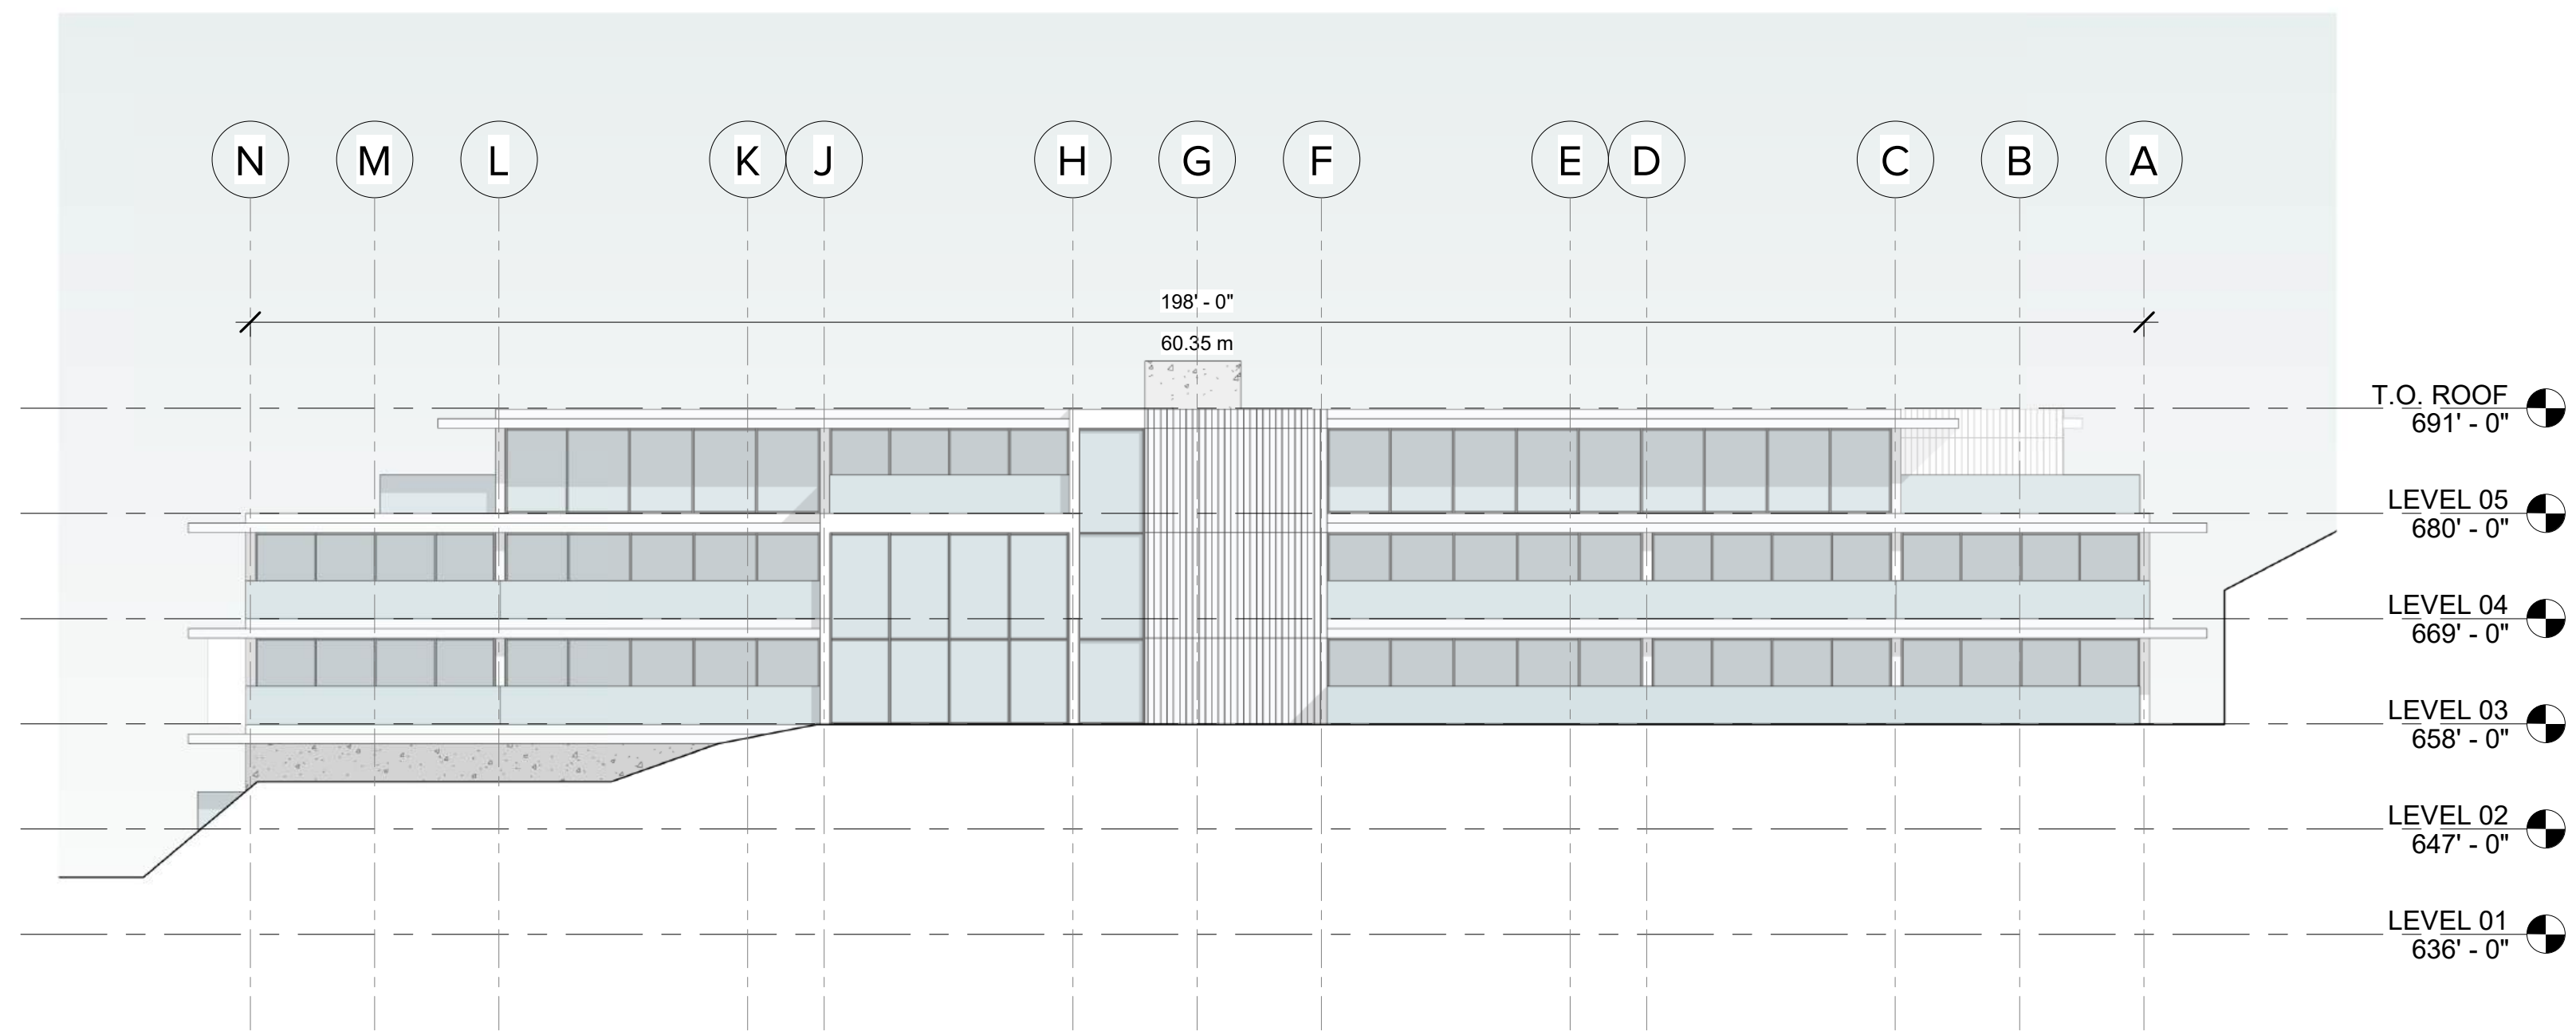 N M L K J H G F E D C B A
198' - 0"
60.35 m
T.O. ROOF
691' - 0"
LEVEL 05
680' - 0"
LEVEL 04
669' - 0"
LEVEL 03
658' - 0"
LEVEL 02
647' - 0"
LEVEL 01
636' - 0"